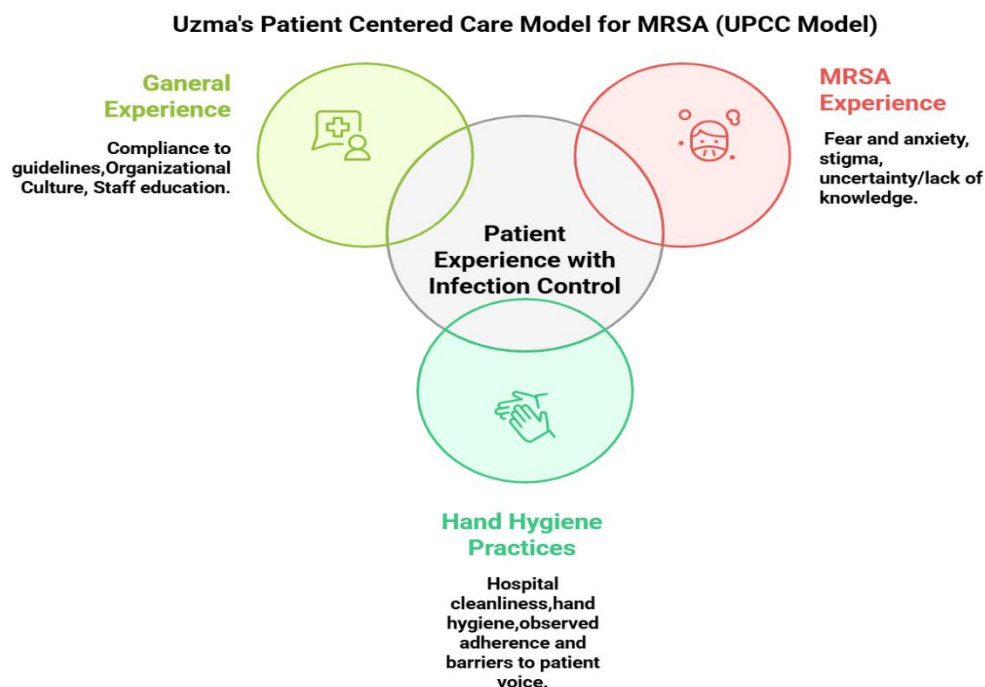 Uzma's Patient Centered Care Model for MRSA (UPCC Model)
Ganeral
Experience
Compliance to
guidelines,Organizational
Culture, Staff education.
MRSA
Experience
Fear and anxiety,
stigma,
uncertainty/lack of
knowledge.
Patient
Experience with
Infection Control
Hand Hygiene
Practices
Hospital
cleanliness,hand
hygiene,observed
adherence and
barriers to patient
voice.